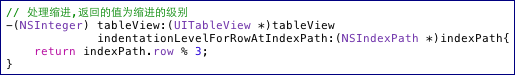 // 处理缩进,返回的值为缩进的级别
-(NSInteger) tableView:(UITableView *)tableView
indentationLevelForRowAtIndexPath:(NSIndexPath *)indexPath{
return indexPath.row % 3;
}